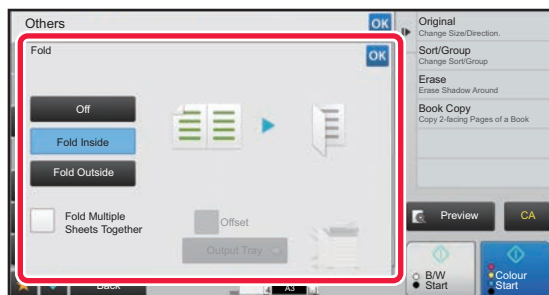 Others
OK
Fold
OK
Off
Fold Inside
Fold Outside
Fold Multiple
Sheets Together
Offset
Output Tray
Back
4
A3
Original
Change Size/Direction.
Sort/Group
Change Sort/Group
Erase
Erase Shadow Around
Book Copy
Copy 2-facing Pages of a Book
Preview
CA
B/W
Start
Colour
Start